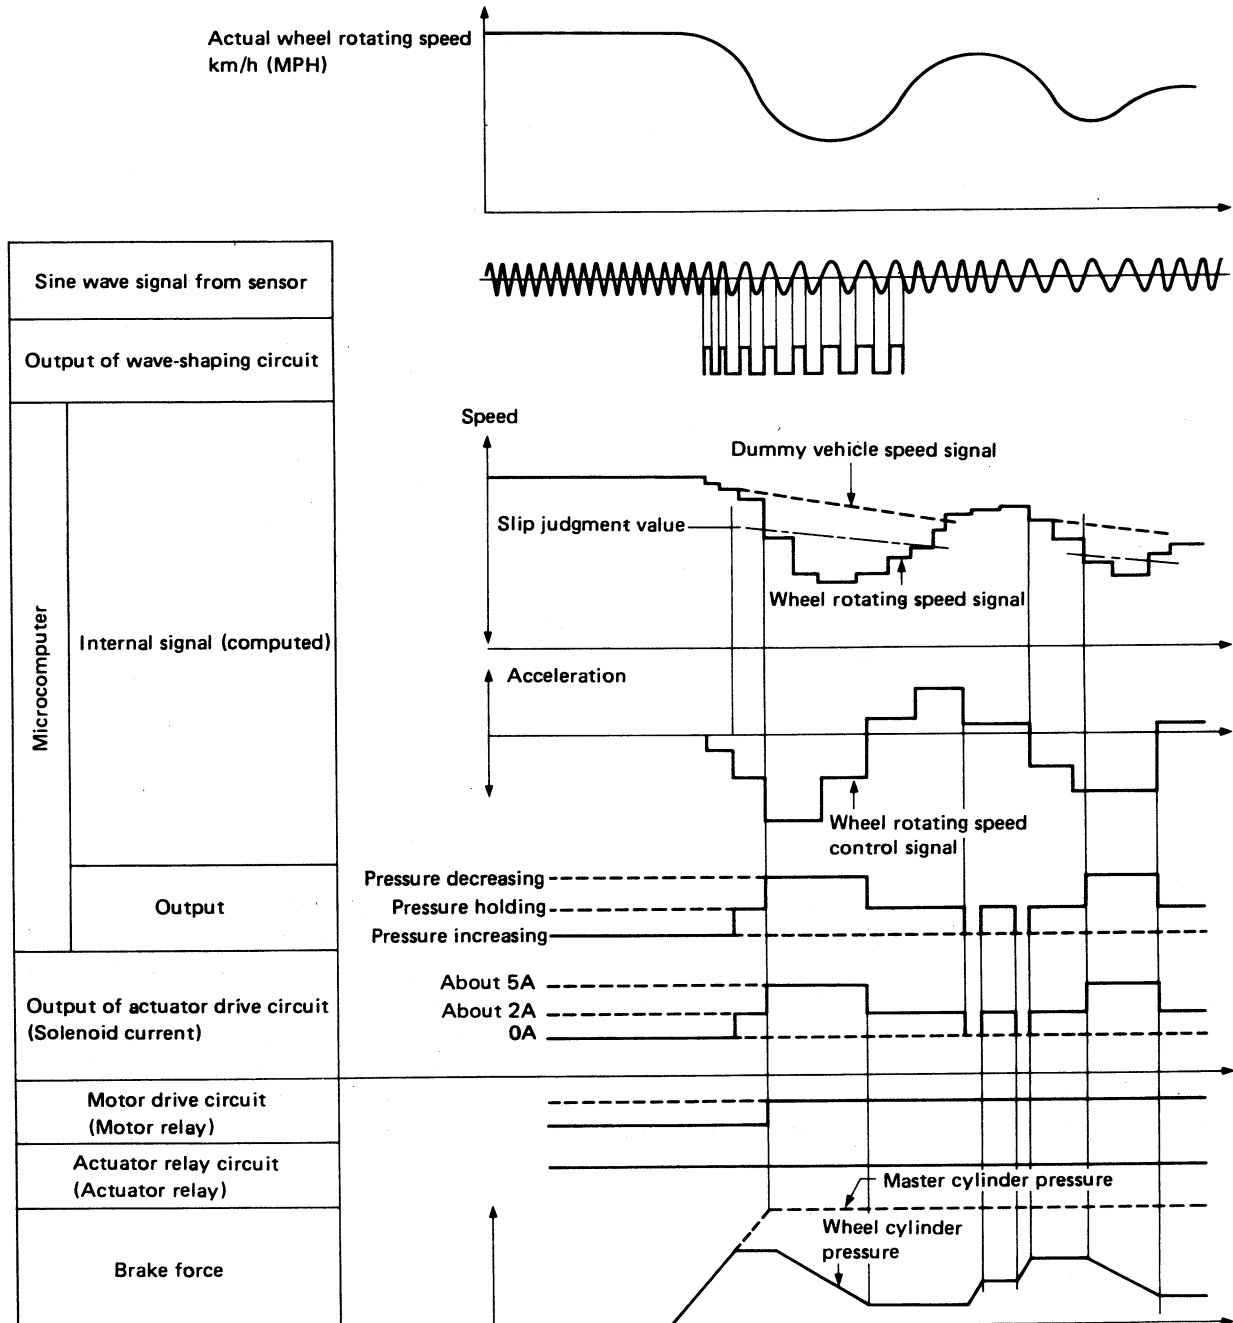 Actual wheel rotating speed
km/h (MPH)
Sine wave signal from sensor
Output of wave-shaping circuit
Speed
Dummy vehicle speed signal
Slip judgment value
Wheel rotating speed signal
Microcomputer
Internal signal (computed)
Acceleration
Wheel rotating speed
control signal
Output
Pressure decreasing
Pressure holding
Pressure increasing
Output of actuator drive circuit
(Solenoid current)
About 5A
About 2A
0A
Motor drive circuit
(Motor relay)
Actuator relay circuit
(Actuator relay)
Master cylinder pressure
Wheel cylinder
pressure
Brake force